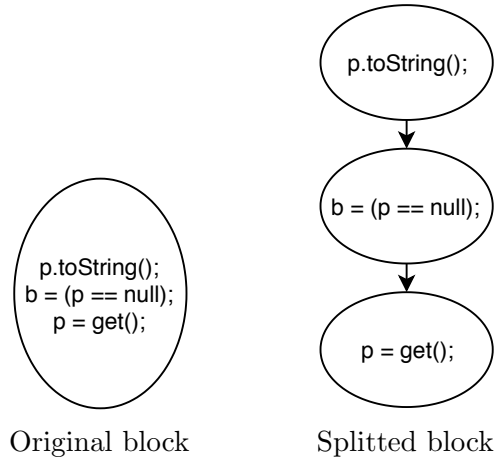 p.toString();
b = (p == null);
p = get();
Original block
p.toString();
b = (p == null);
p = get();
Splitted block